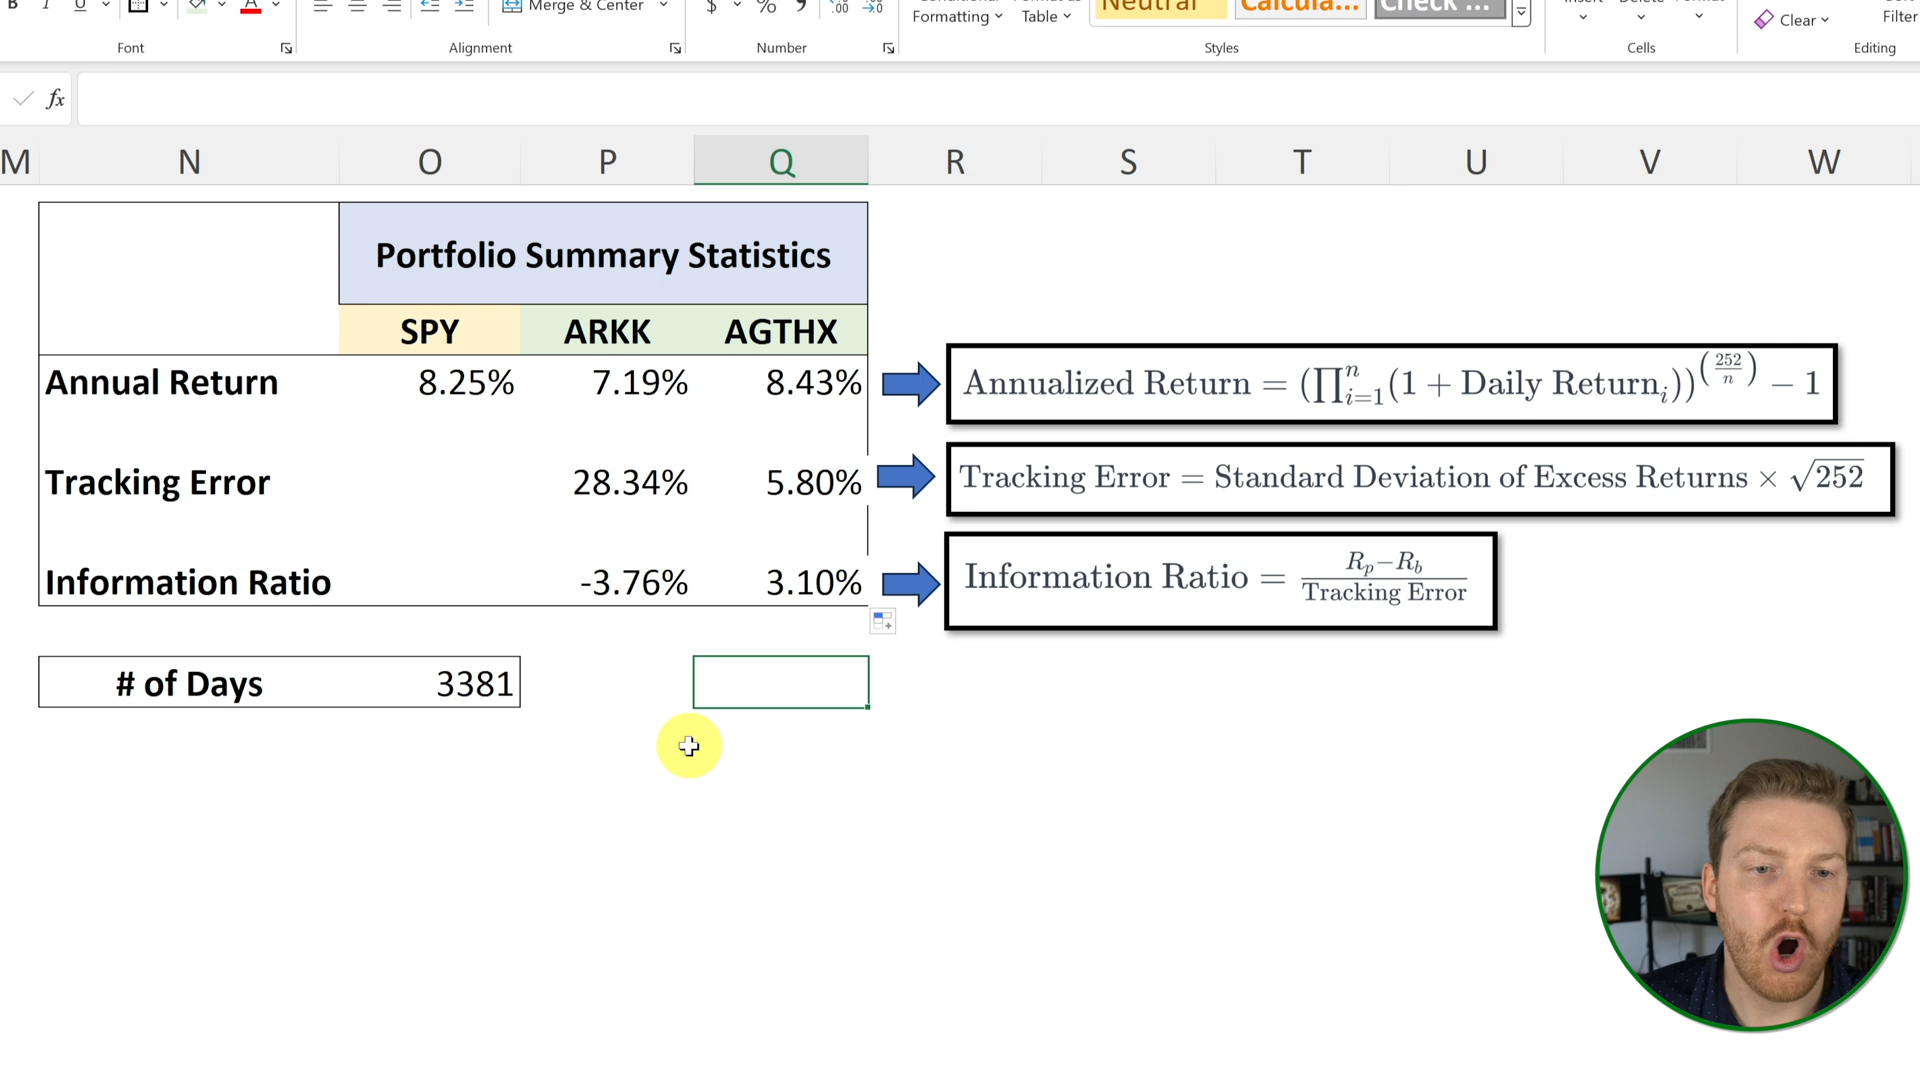 B I U A Merge & Center $ % , .00
Formatting Table Neutral Calcula... Check ... Clear Filter
Font Alignment Number Styles Cells Editing
fx
M N O P Q R S T U V W
Portfolio Summary Statistics
SPY ARKK AGTHX
Annual Return 8.25% 7.19% 8.43% Annualized Return = (∏ⁿᵢ₌₁(1 + Daily Returnᵢ))^(252/n) − 1
Tracking Error 28.34% 5.80% Tracking Error = Standard Deviation of Excess Returns × √252
Information Ratio -3.76% 3.10% Information Ratio = (Rp−Rb)/Tracking Error
# of Days 3381